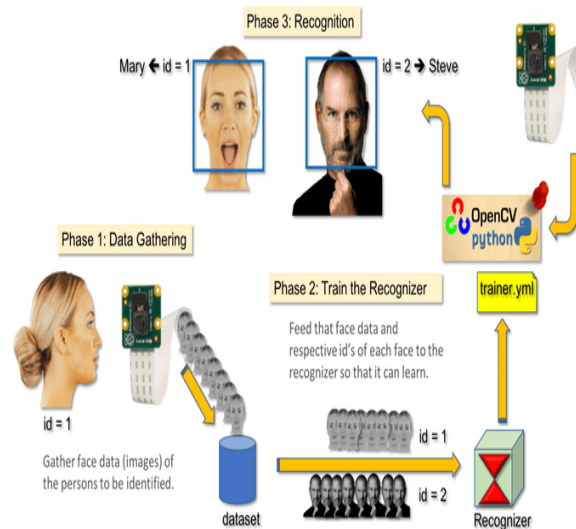 Phase 3: Recognition
Mary ← id = 1
id = 2 → Steve
OpenCV
python
Phase 1: Data Gathering
Phase 2: Train the Recognizer
trainer.yml
Feed that face data and
respective id's of each face to the
recognizer so that it can learn.
id = 1
id = 1
Gather face data (images) of
the persons to be identified.
id = 2
dataset
Recognizer